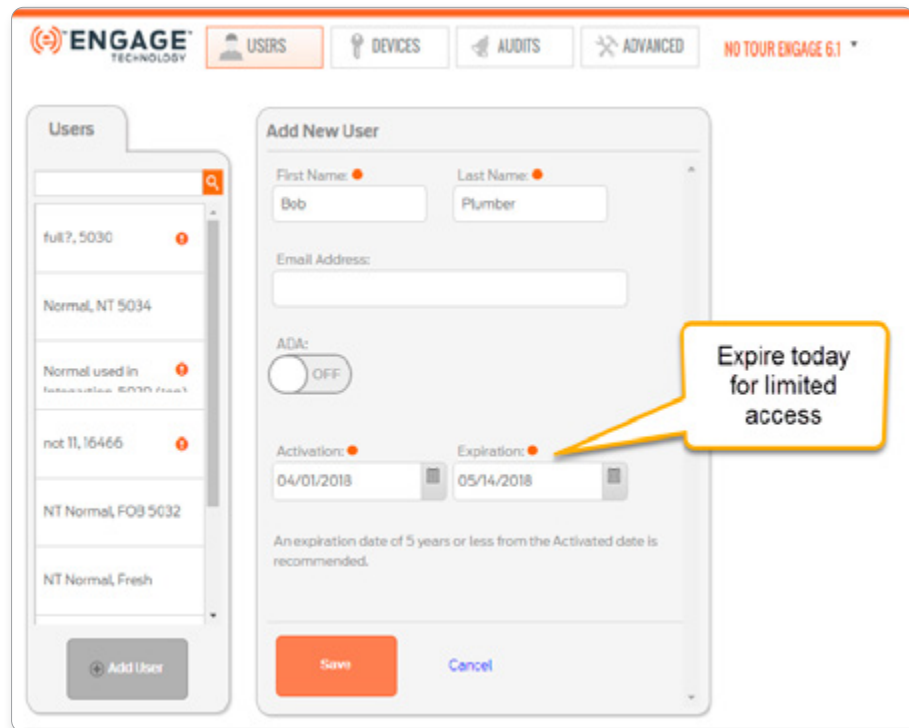 ENGAGE
TECHNOLOGY
USERS
DEVICES
AUDITS
ADVANCED
NO TOUR ENGAGE 6.1
Users
full?, 5030
Normal, NT 5034
Normal used in
not 11, 16466
NT Normal, FOB 5032
NT Normal, Fresh
Add User
Add New User
First Name:
Last Name:
Bob
Plumber
Email Address:
ADA:
OFF
Activation:
Expiration:
04/01/2018
05/14/2018
An expiration date of 5 years or less from the Activated date is
recommended.
Save
Cancel
Expire today
for limited
access